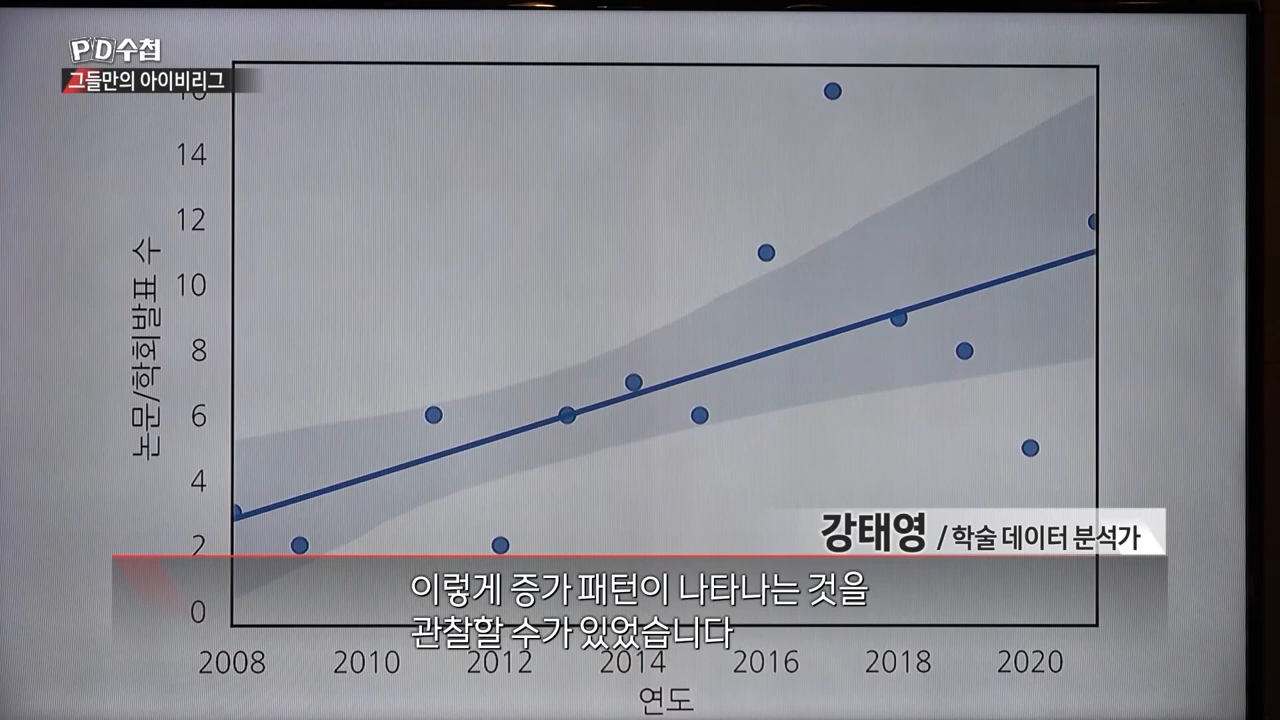 PD수첩
그들만의 아이비리그
14
12
10
8
6
4
2
0
논문/학회발표 수
2008 2010 2012 2014 2016 2018 2020
연도
강태영 / 학술 데이터 분석가
이렇게 증가 패턴이 나타나는 것을
관찰할 수가 있었습니다